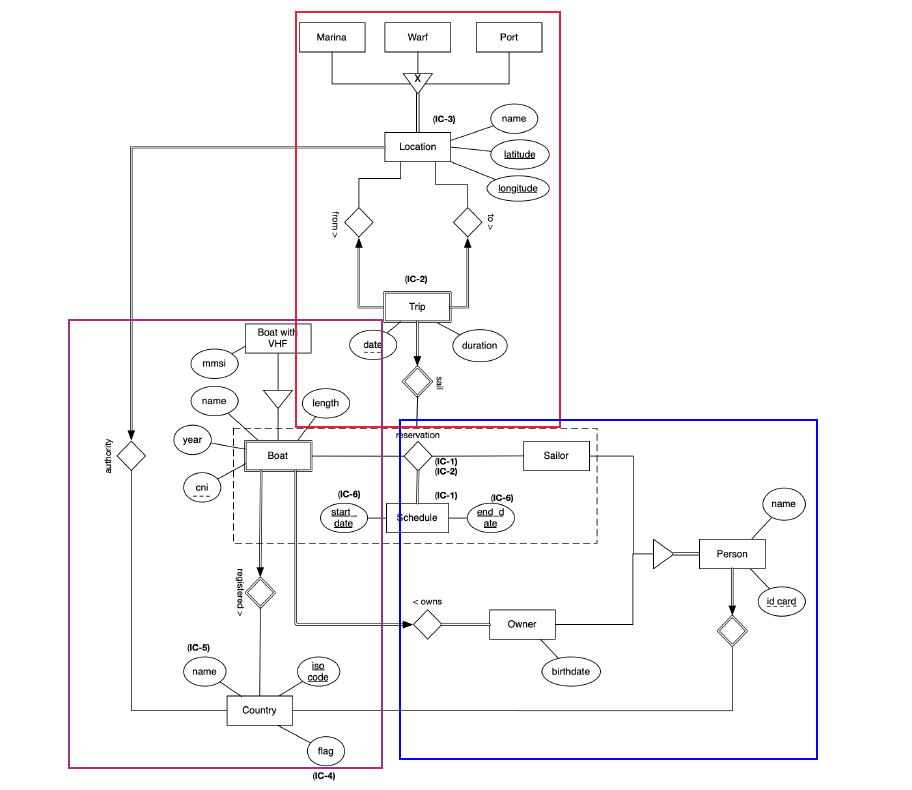 Marina
Warf
Port
X
(IC-3)
name
Location
latitude
longitude
from >
to >
(IC-2)
Trip
Boat with
VHF
date
duration
mmsi
sail
name
length
reservation
year
authority
Boat
Sailor
(IC-1)
(IC-2)
cni
(IC-6)
(IC-1)
(IC-6)
start_
date
Schedule
end_d
ate
name
Person
registered >
< owns
id card
Owner
(IC-5)
name
iso
code
birthdate
Country
flag
(IC-4)